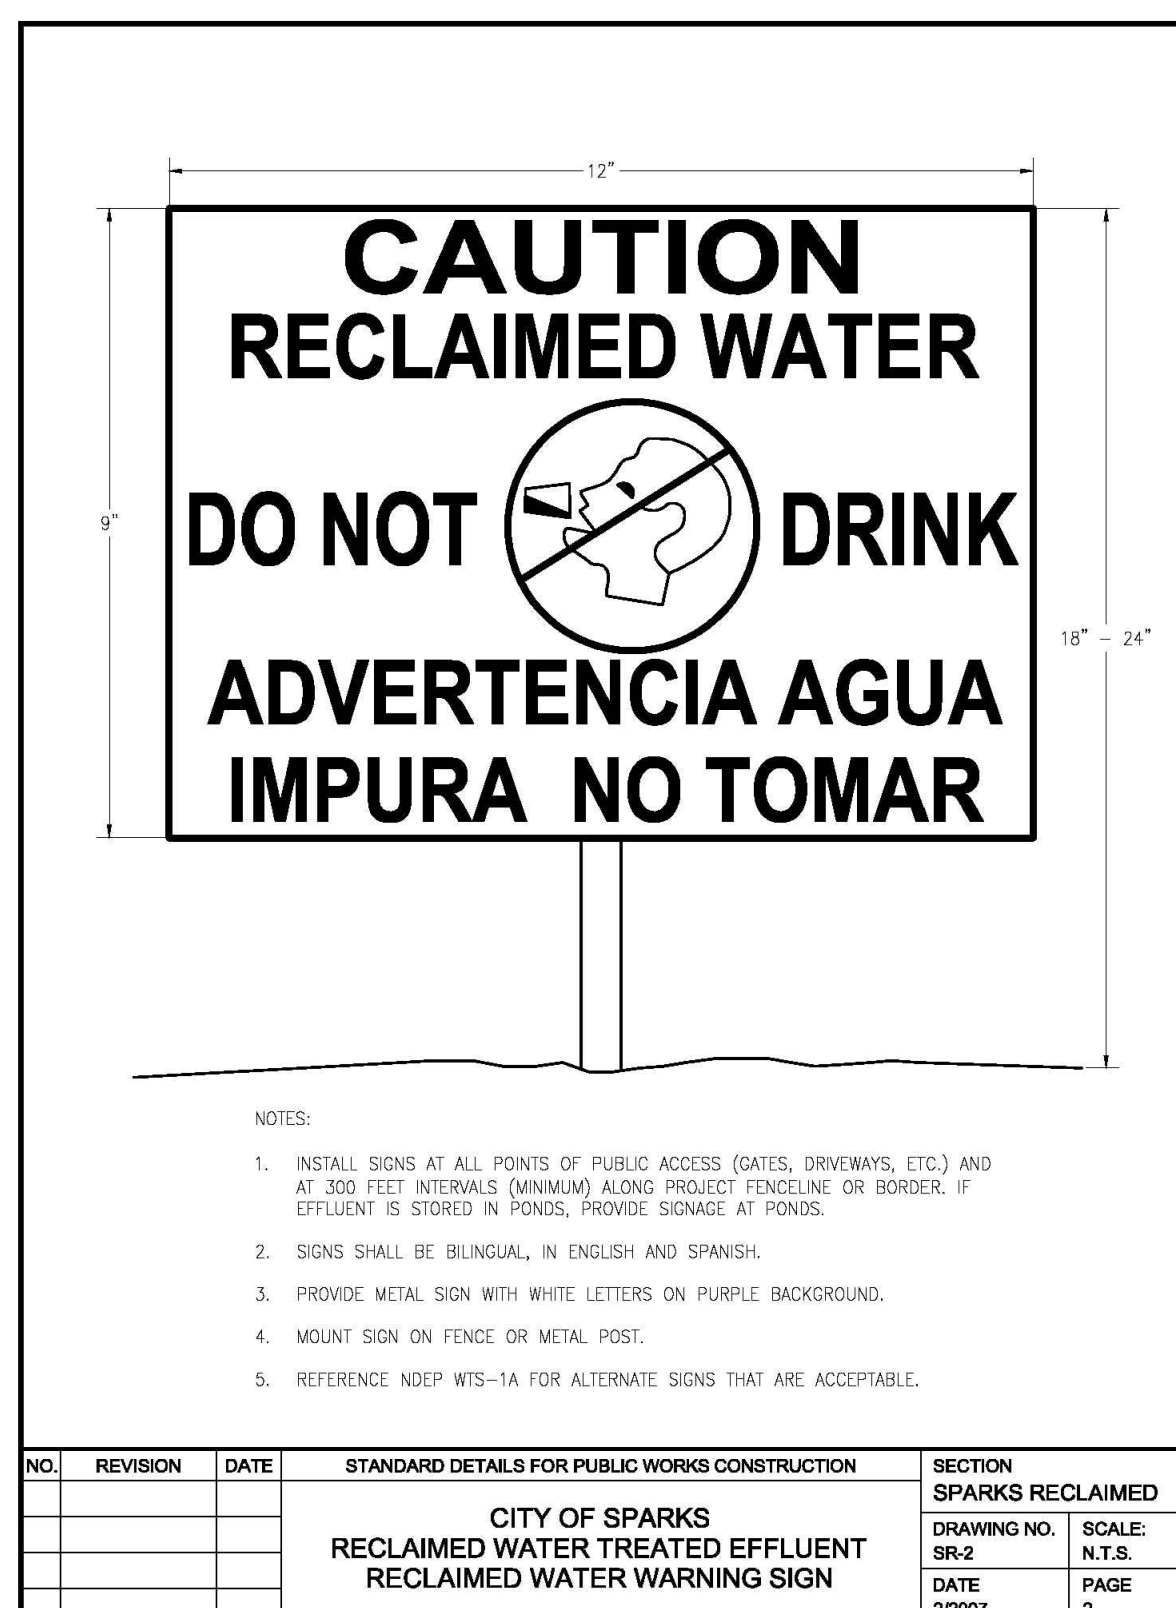 12"
CAUTION
RECLAIMED WATER
9"
DO NOT DRINK
18" – 24"
ADVERTENCIA AGUA
IMPURA NO TOMAR
NOTES:
1. INSTALL SIGNS AT ALL POINTS OF PUBLIC ACCESS (GATES, DRIVEWAYS, ETC.) AND
AT 300 FEET INTERVALS (MINIMUM) ALONG PROJECT FENCELINE OR BORDER. IF
EFFLUENT IS STORED IN PONDS, PROVIDE SIGNAGE AT PONDS.
2. SIGNS SHALL BE BILINGUAL, IN ENGLISH AND SPANISH.
3. PROVIDE METAL SIGN WITH WHITE LETTERS ON PURPLE BACKGROUND.
4. MOUNT SIGN ON FENCE OR METAL POST.
5. REFERENCE NDEP WTS–1A FOR ALTERNATE SIGNS THAT ARE ACCEPTABLE.
NO. REVISION DATE
STANDARD DETAILS FOR PUBLIC WORKS CONSTRUCTION
CITY OF SPARKS
RECLAIMED WATER TREATED EFFLUENT
RECLAIMED WATER WARNING SIGN
SECTION
SPARKS RECLAIMED
DRAWING NO.
SR-2
SCALE:
N.T.S.
DATE
PAGE